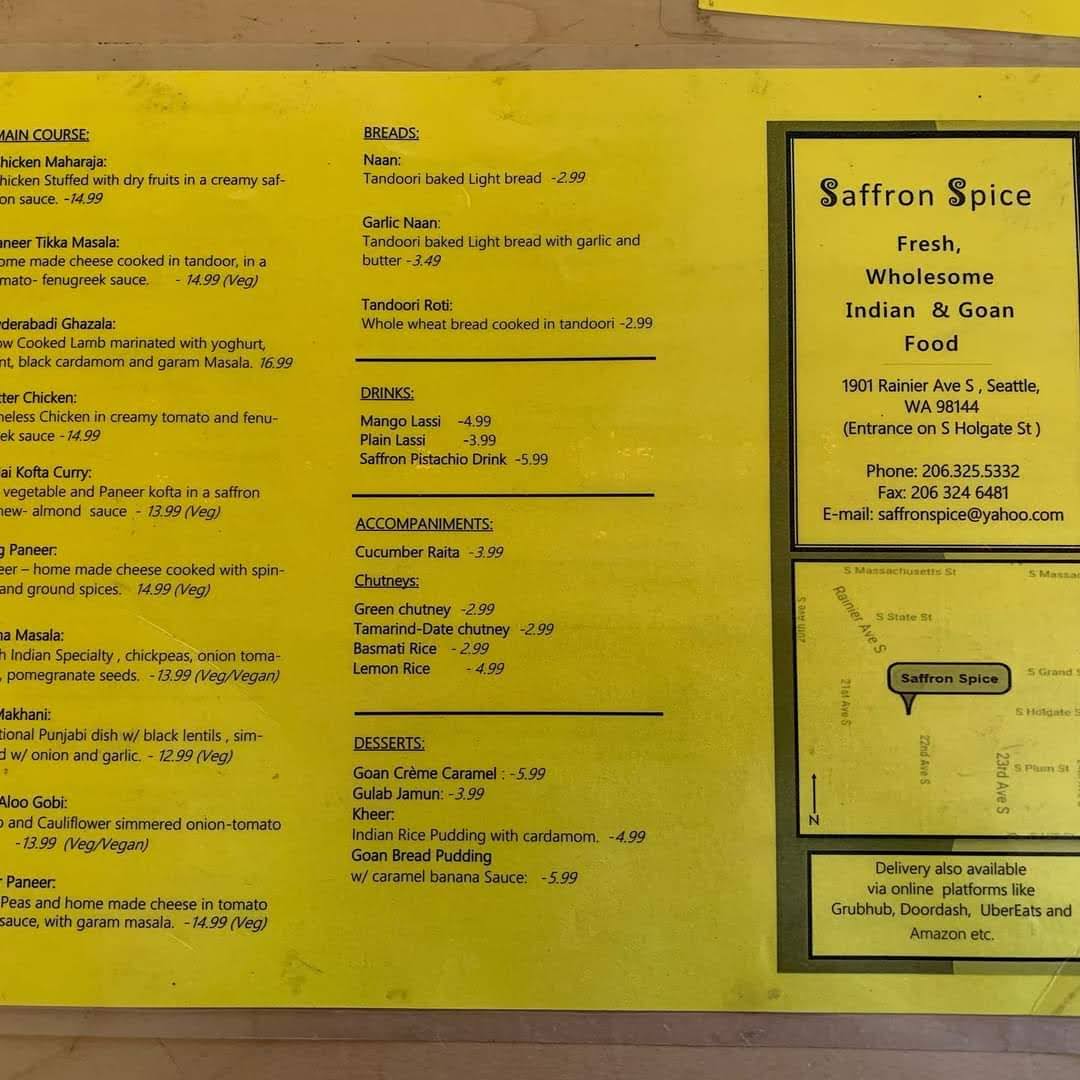 MAIN COURSE:
hicken Maharaja:
hicken Stuffed with dry fruits in a creamy saf-
on sauce. -14.99
aneer Tikka Masala:
ome made cheese cooked in tandoor, in a
mato- fenugreek sauce. - 14.99 (Veg)
yderabadi Ghazala:
ow Cooked Lamb marinated with yoghurt,
nt, black cardamom and garam Masala. 16.99
tter Chicken:
neless Chicken in creamy tomato and fenu-
ek sauce -14.99
ai Kofta Curry:
vegetable and Paneer kofta in a saffron
new- almond sauce - 13.99 (Veg)
g Paneer:
eer – home made cheese cooked with spin-
and ground spices. 14.99 (Veg)
na Masala:
h Indian Specialty , chickpeas, onion toma-
, pomegranate seeds. -13.99 (Veg/Vegan)
Makhani:
tional Punjabi dish w/ black lentils , sim-
d w/ onion and garlic. - 12.99 (Veg)
Aloo Gobi:
o and Cauliflower simmered onion-tomato
-13.99 (Veg/Vegan)
r Paneer:
Peas and home made cheese in tomato
sauce, with garam masala. -14.99 (Veg)
BREADS:
Naan:
Tandoori baked Light bread -2.99
Garlic Naan:
Tandoori baked Light bread with garlic and
butter -3.49
Tandoori Roti:
Whole wheat bread cooked in tandoori -2.99
DRINKS:
Mango Lassi -4.99
Plain Lassi -3.99
Saffron Pistachio Drink -5.99
ACCOMPANIMENTS:
Cucumber Raita -3.99
Chutneys:
Green chutney -2.99
Tamarind-Date chutney -2.99
Basmati Rice - 2.99
Lemon Rice - 4.99
DESSERTS:
Goan Crème Caramel : -5.99
Gulab Jamun: -3.99
Kheer:
Indian Rice Pudding with cardamom. -4.99
Goan Bread Pudding
w/ caramel banana Sauce: -5.99
Saffron Spice
Fresh,
Wholesome
Indian & Goan
Food
1901 Rainier Ave S , Seattle,
WA 98144
(Entrance on S Holgate St )
Phone: 206.325.5332
Fax: 206 324 6481
E-mail: saffronspice@yahoo.com
S Massachusetts St
S Massa
20th Ave S
Rainier Ave S
S State St
Saffron Spice
S Grand S
21st Ave S
S Holgate S
22nd Ave S
23rd Ave S
S Plum St
N
Delivery also available
via online platforms like
Grubhub, Doordash, UberEats and
Amazon etc.